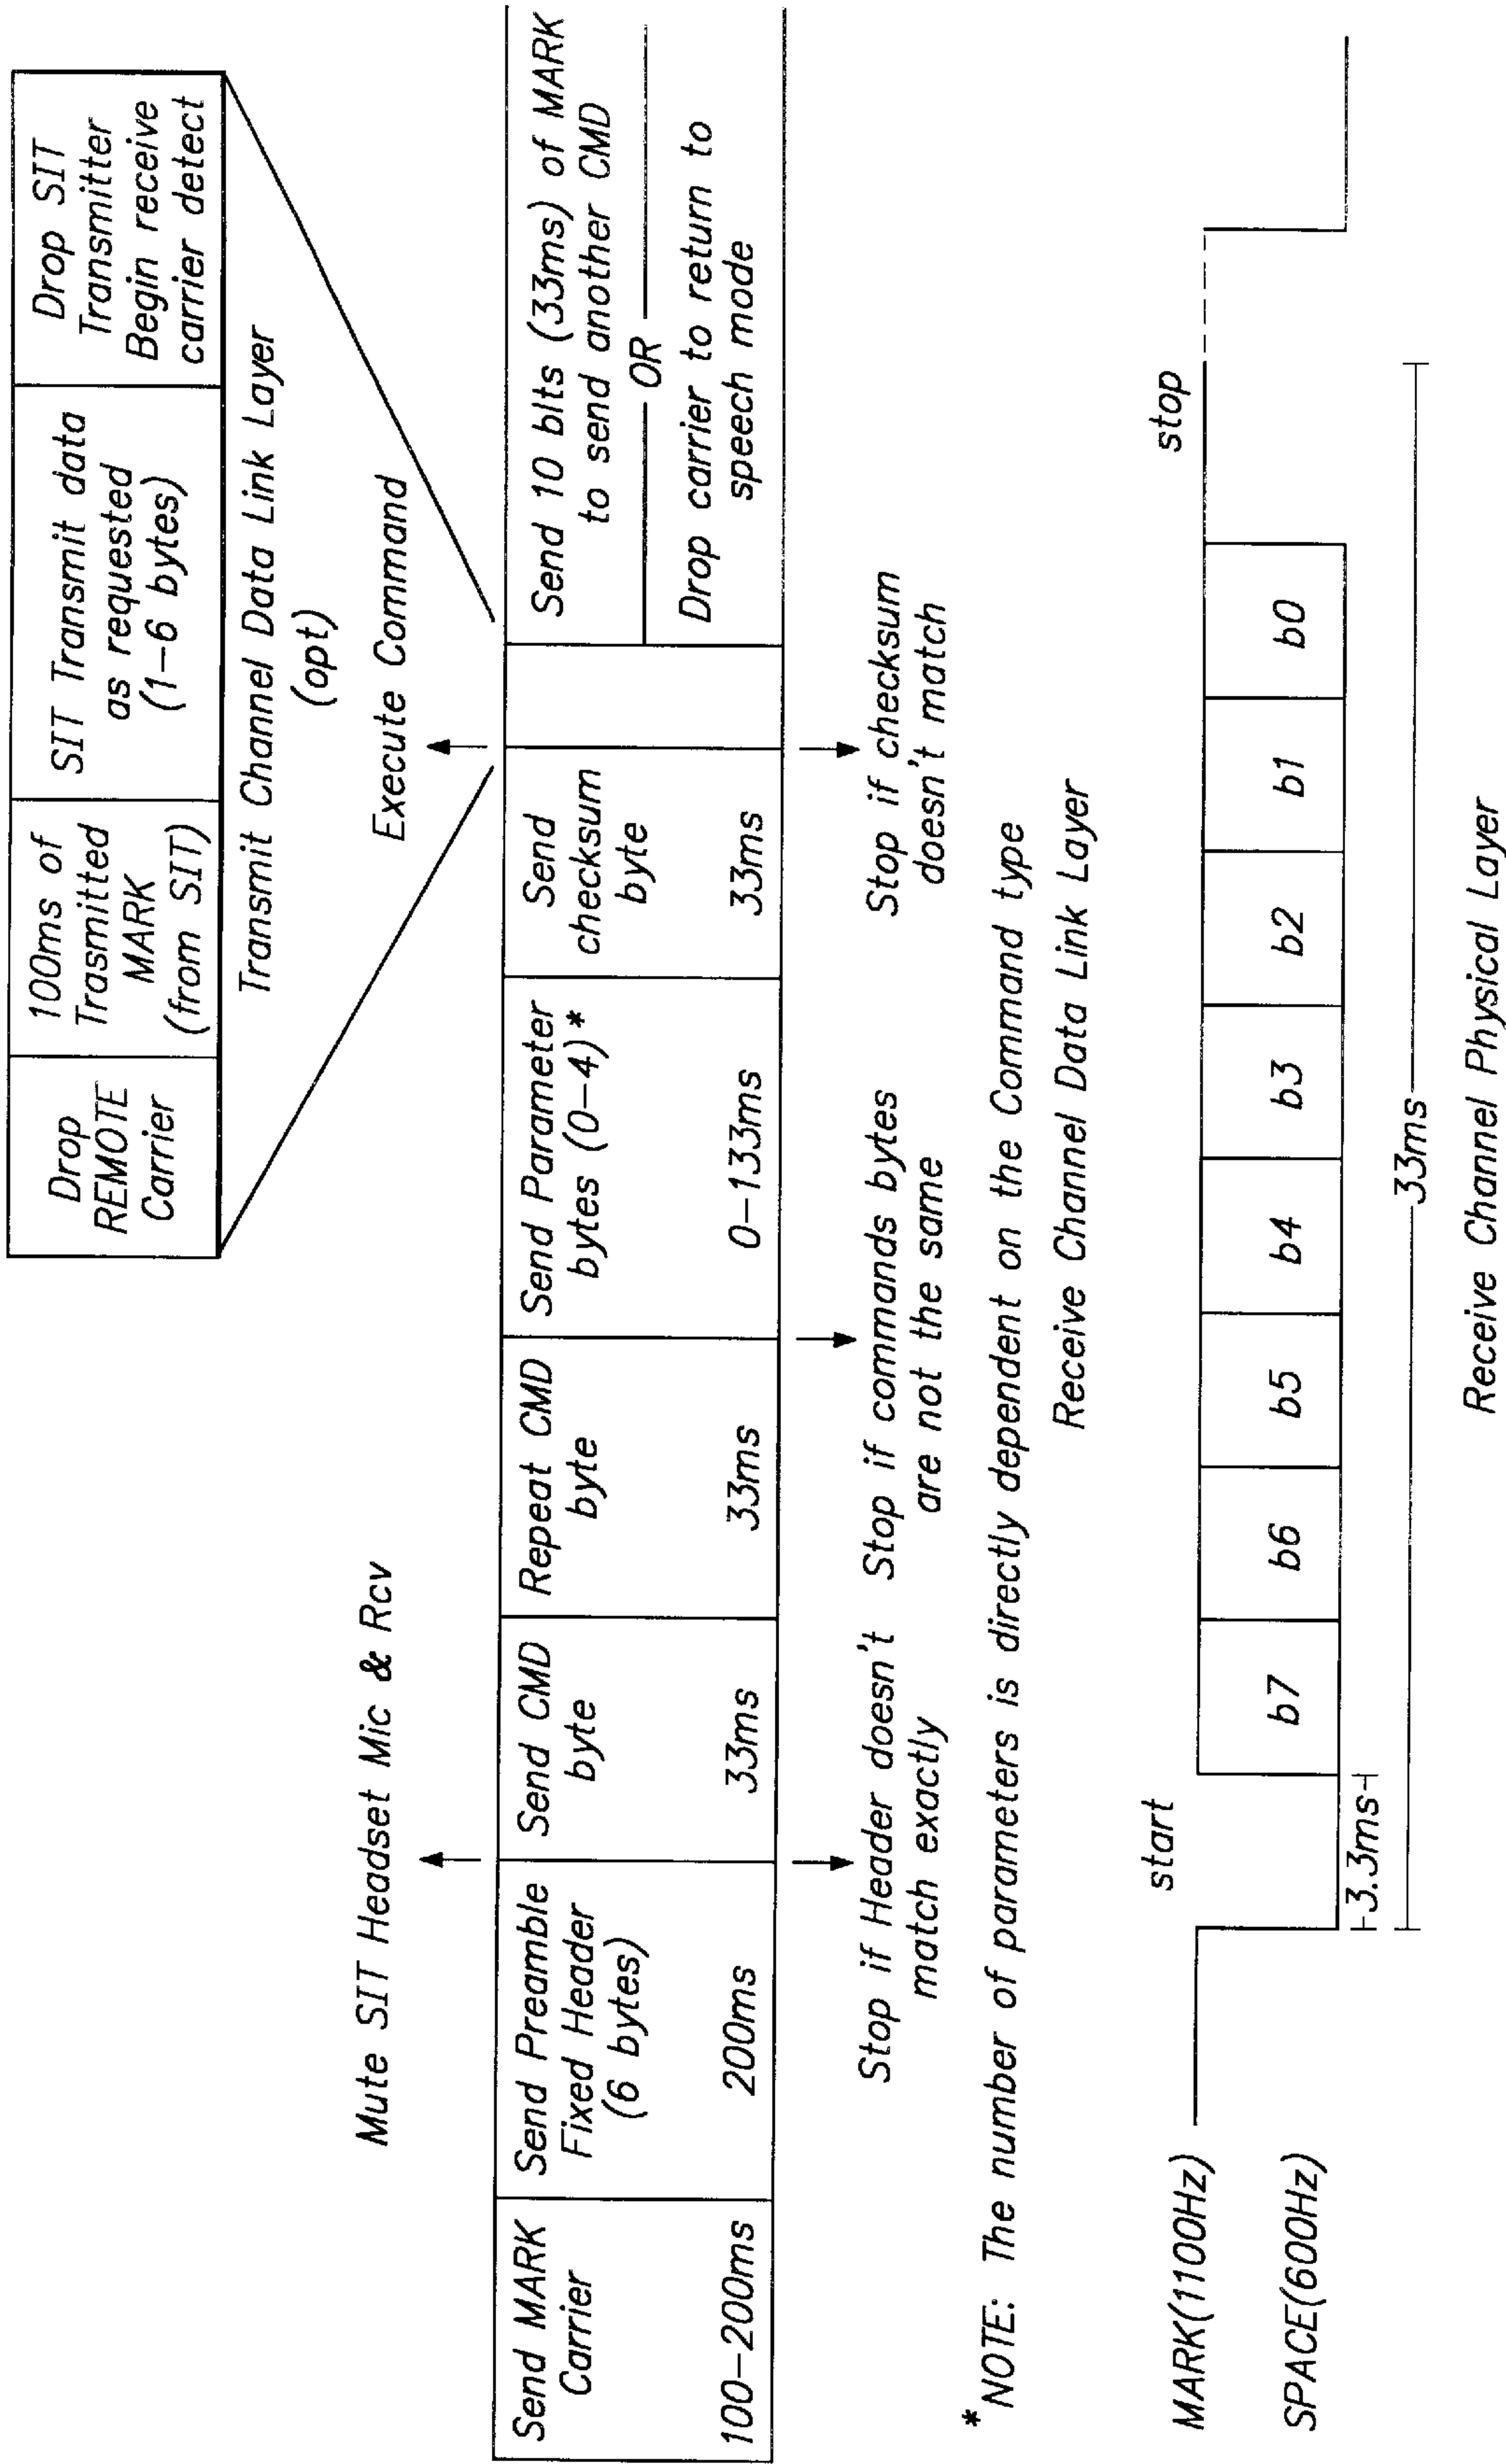 Drop
REMOTE
Carrier
100ms of
Trasmitted
MARK
(from SIT)
SIT Transmit data
as requested
(1–6 bytes)
Drop SIT
Transmitter
Begin receive
carrier detect
Transmit Channel Data Link Layer
(opt)
Mute SIT Headset Mic & Rcv
Execute Command
Send MARK
Carrier
100–200ms
Send Preamble
Fixed Header
(6 bytes)
200ms
Send CMD
byte
33ms
Repeat CMD
byte
33ms
Send Parameter
bytes (0–4)*
0–133ms
Send
checksum
byte
33ms
Send 10 blts (33ms) of MARK
to send another CMD
OR
Drop carrier to return to
speech mode
Stop if Header doesn't
match exactly
Stop if commands bytes
are not the same
Stop if checksum
doesn't match
*NOTE: The number of parameters is directly dependent on the Command type
Receive Channel Data Link Layer
MARK(1100Hz)
SPACE(600Hz)
start
b7
b6
b5
b4
b3
b2
b1
b0
stop
3.3ms
33ms
Receive Channel Physical Layer